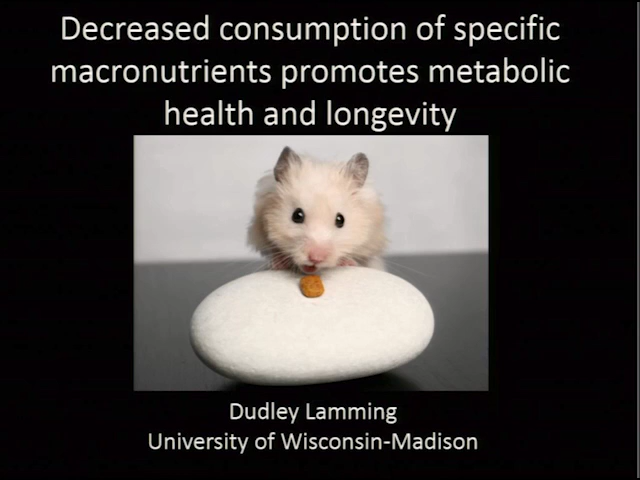 Decreased consumption of specific
macronutrients promotes metabolic
health and longevity
Dudley Lamming
University of Wisconsin-Madison